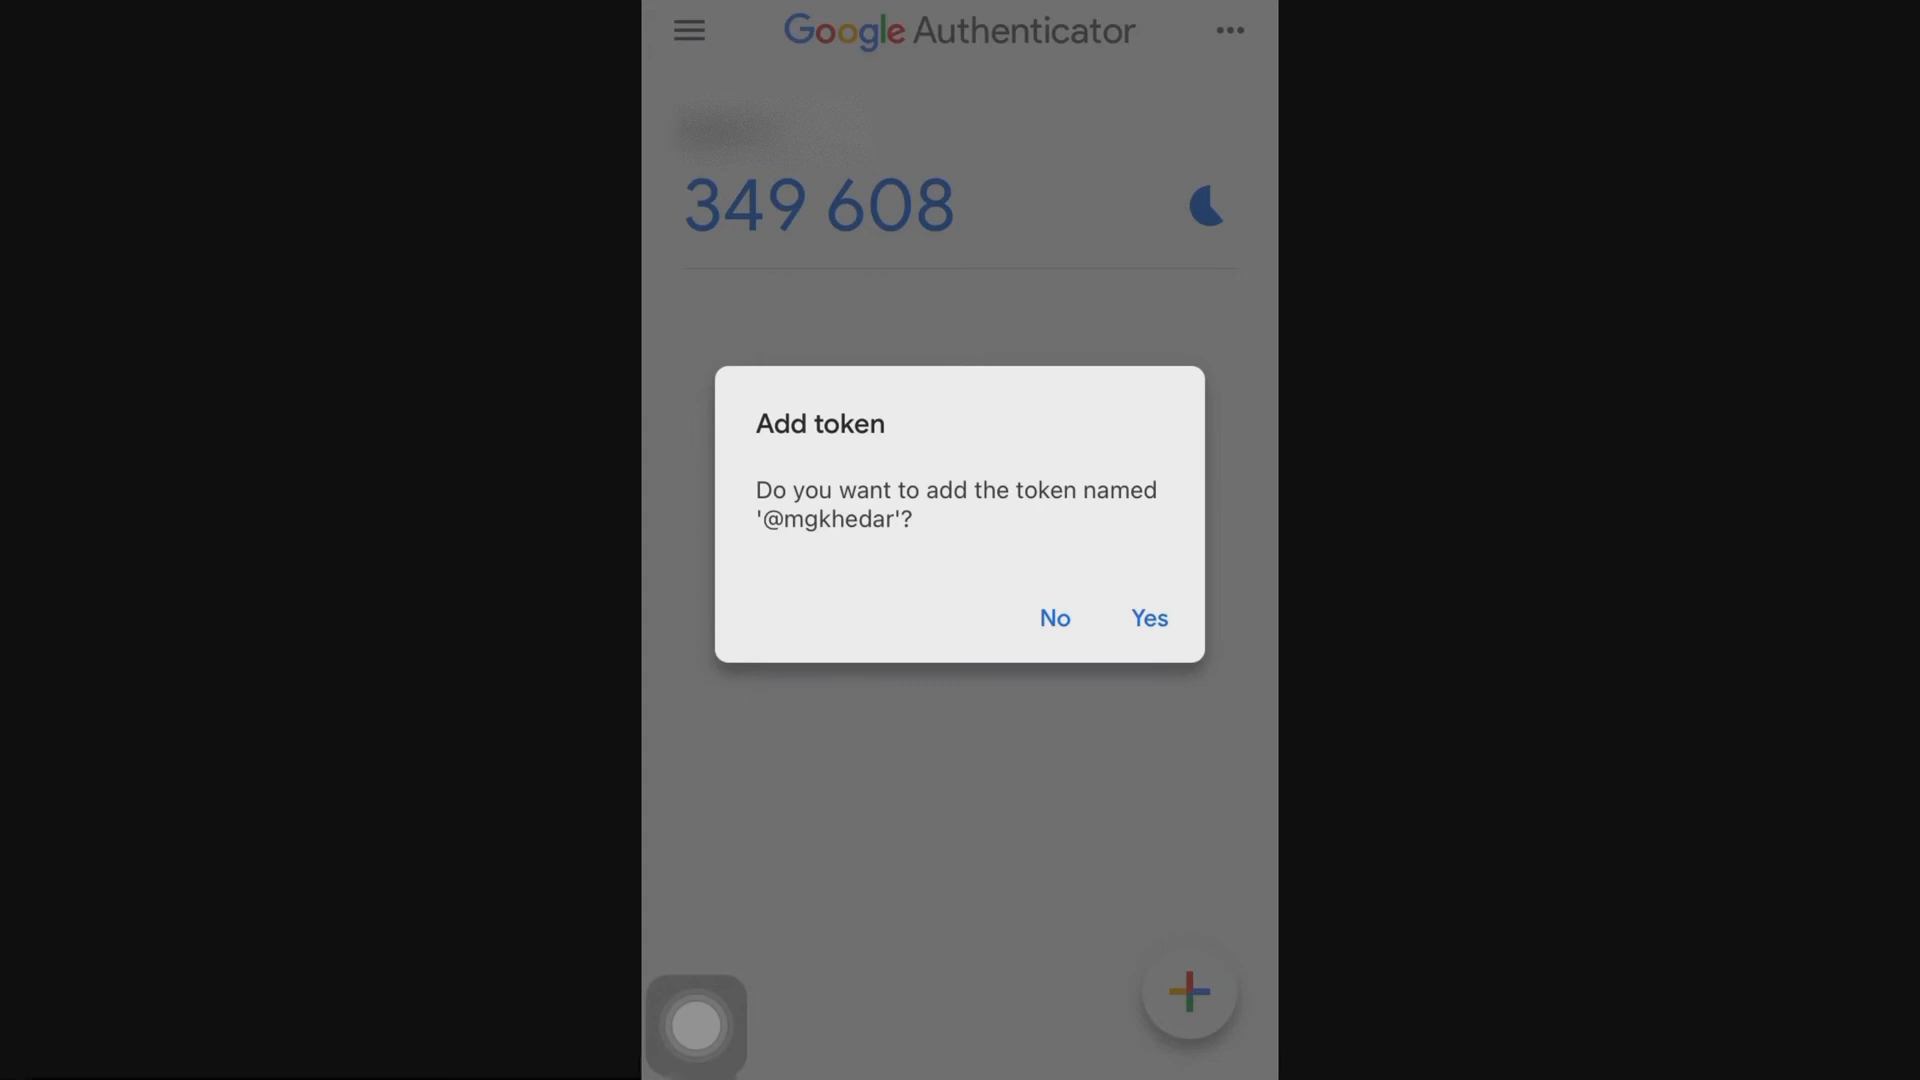 Google Authenticator
349 608
Add token
Do you want to add the token named
'@mgkhedar'?
No Yes